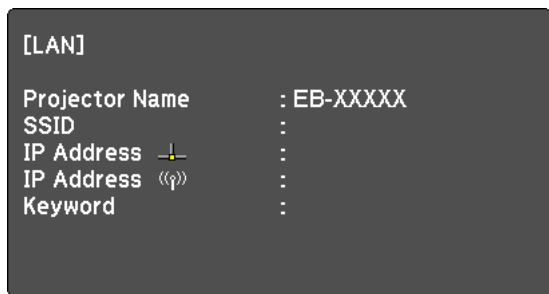 [LAN]
Projector Name : EB-XXXXX
SSID :
IP Address :
IP Address :
Keyword :